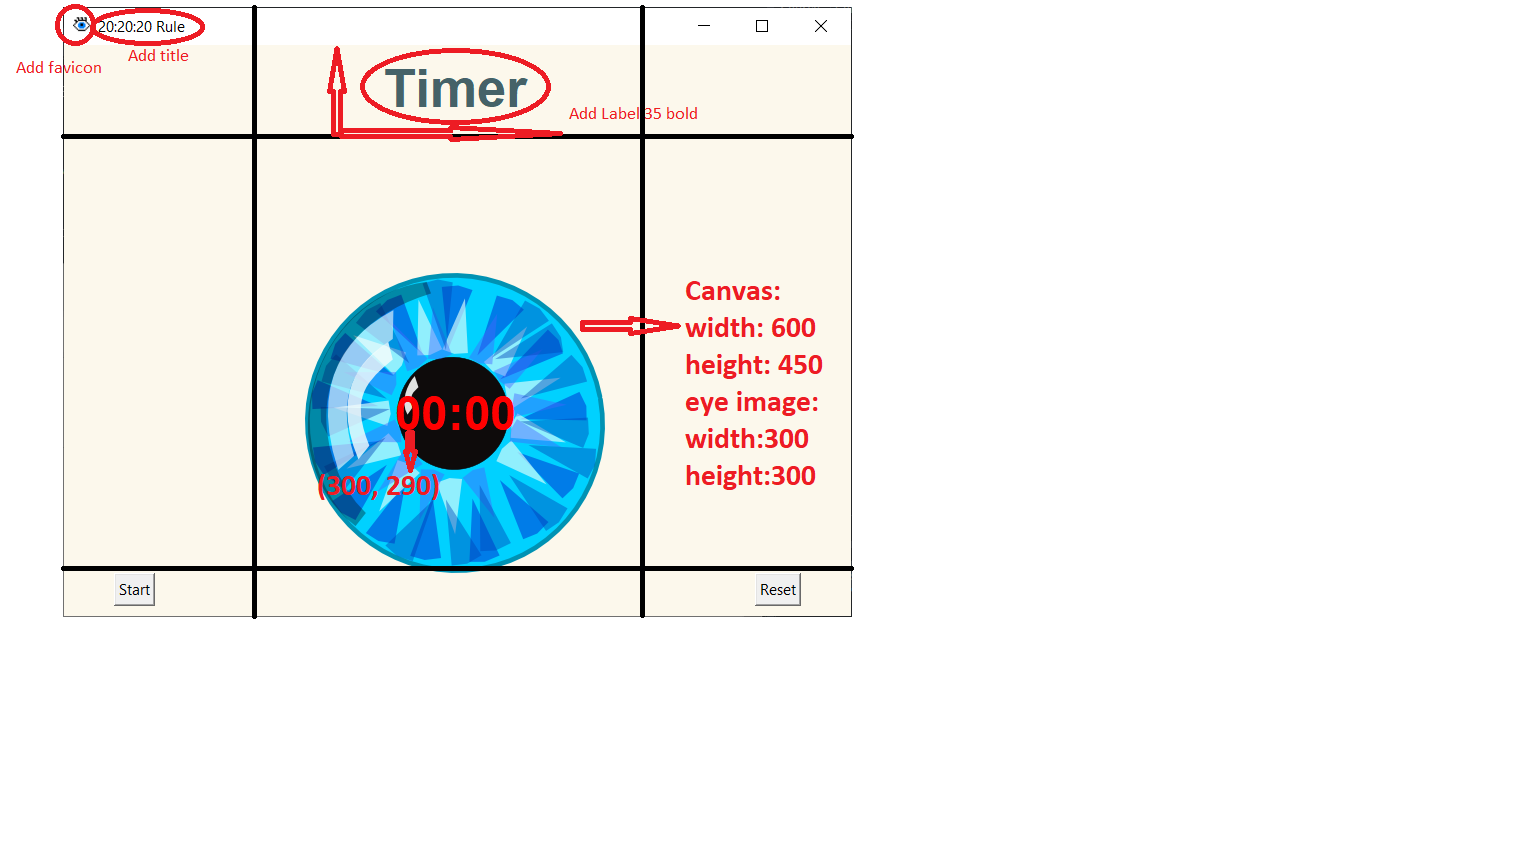 20:20:20 Rule
Add title
Add favicon
Timer
Add Label 35 bold
Canvas:
width: 600
height: 450
eye image:
width:300
height:300
00:00
(300, 290)
Start
Reset